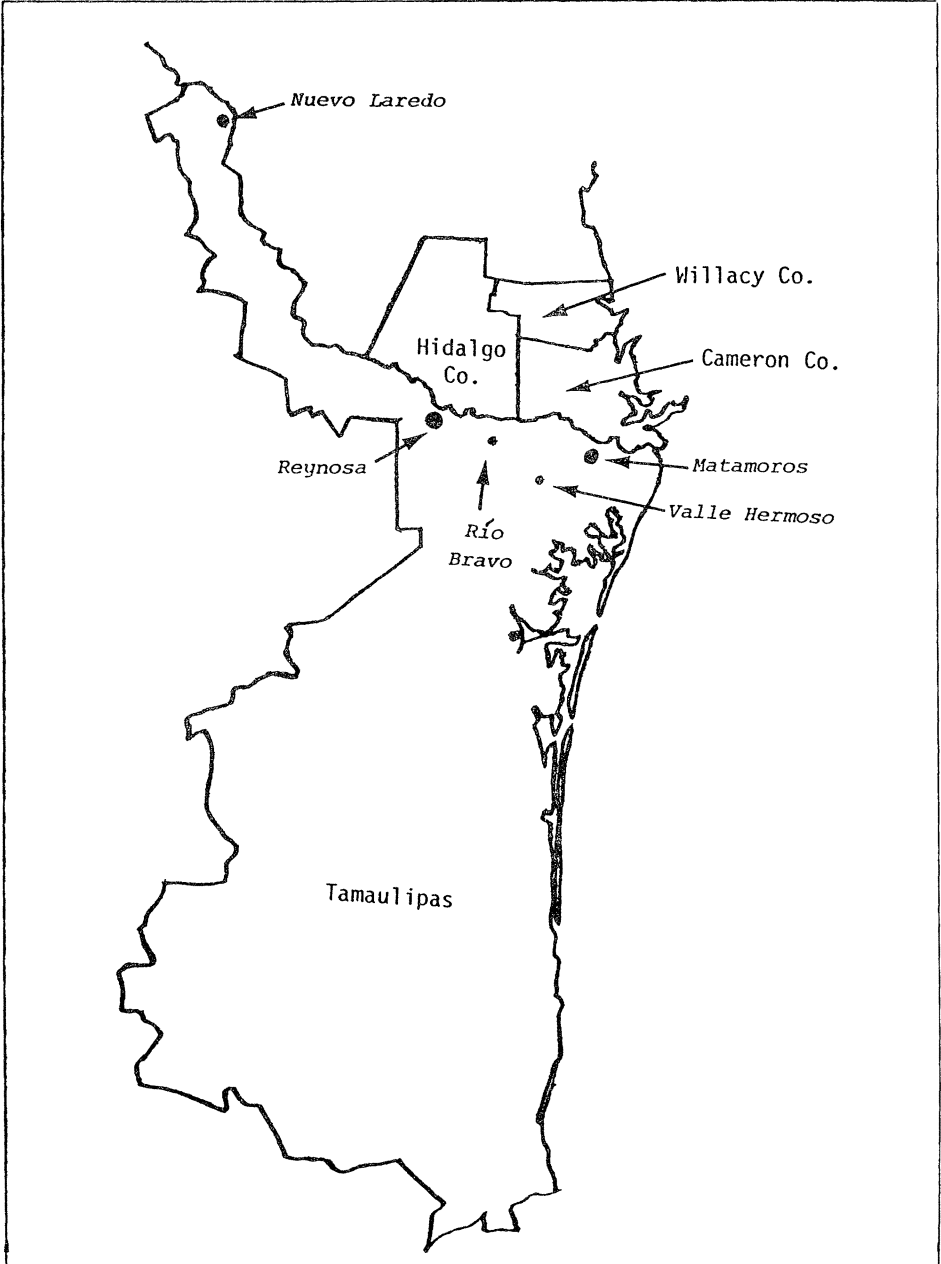 Nuevo Laredo
Willacy Co.
Hidalgo
Co.
Cameron Co.
Reynosa
Matamoros
Valle Hermoso
Río
Bravo
Tamaulipas